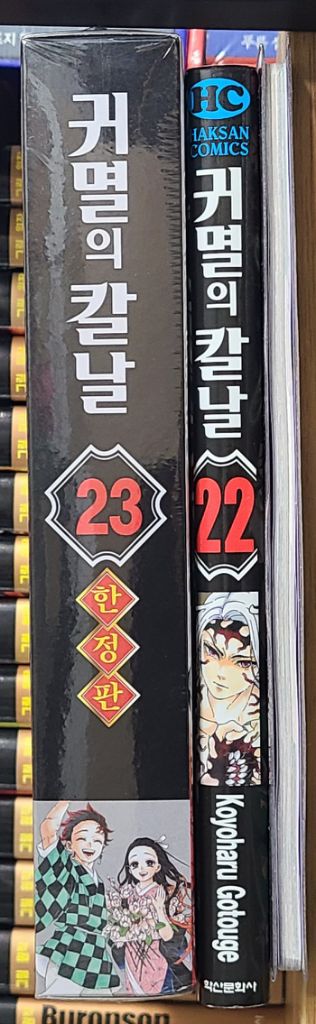 귀멸의 칼날
23
한정판
HC
HAKSAN
COMICS
귀멸의 칼날
22
Koyoharu Gotouge
학산문화사
Buronson